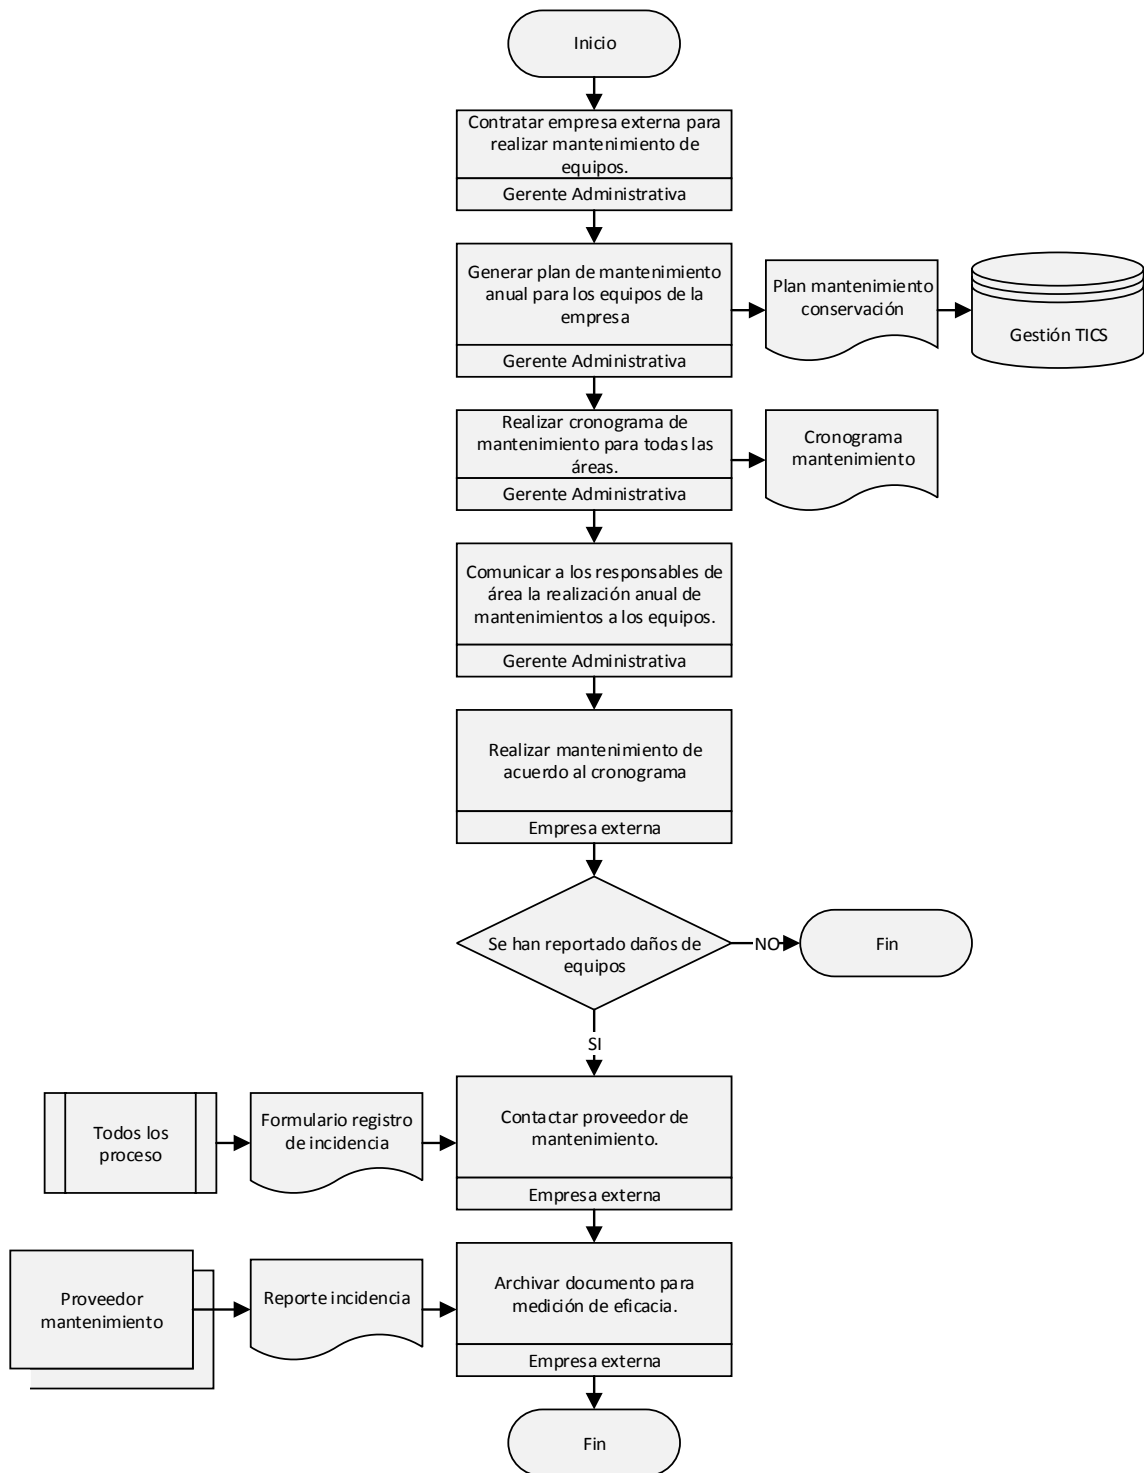 Inicio
Contratar empresa externa para
realizar mantenimiento de
equipos.
Gerente Administrativa
Generar plan de mantenimiento
anual para los equipos de la
empresa
Gerente Administrativa
Plan mantenimiento
conservación
Gestión TICS
Realizar cronograma de
mantenimiento para todas las
áreas.
Gerente Administrativa
Cronograma
mantenimiento
Comunicar a los responsables de
área la realización anual de
mantenimientos a los equipos.
Gerente Administrativa
Realizar mantenimiento de
acuerdo al cronograma
Empresa externa
Se han reportado daños de
equipos
NO
Fin
SI
Todos los
proceso
Formulario registro
de incidencia
Contactar proveedor de
mantenimiento.
Empresa externa
Proveedor
mantenimiento
Reporte incidencia
Archivar documento para
medición de eficacia.
Empresa externa
Fin